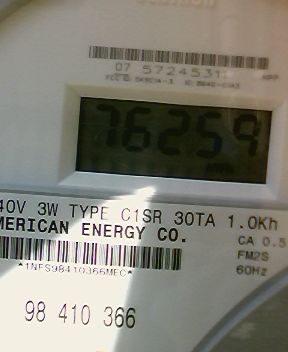 07 5724531
76259
40V 3W TYPE C1SR 30TA 1.0Kh
MERICAN ENERGY CO.
CA 0.5
FM2S
60Hz
*1NFS98410366MEC*
98 410 366